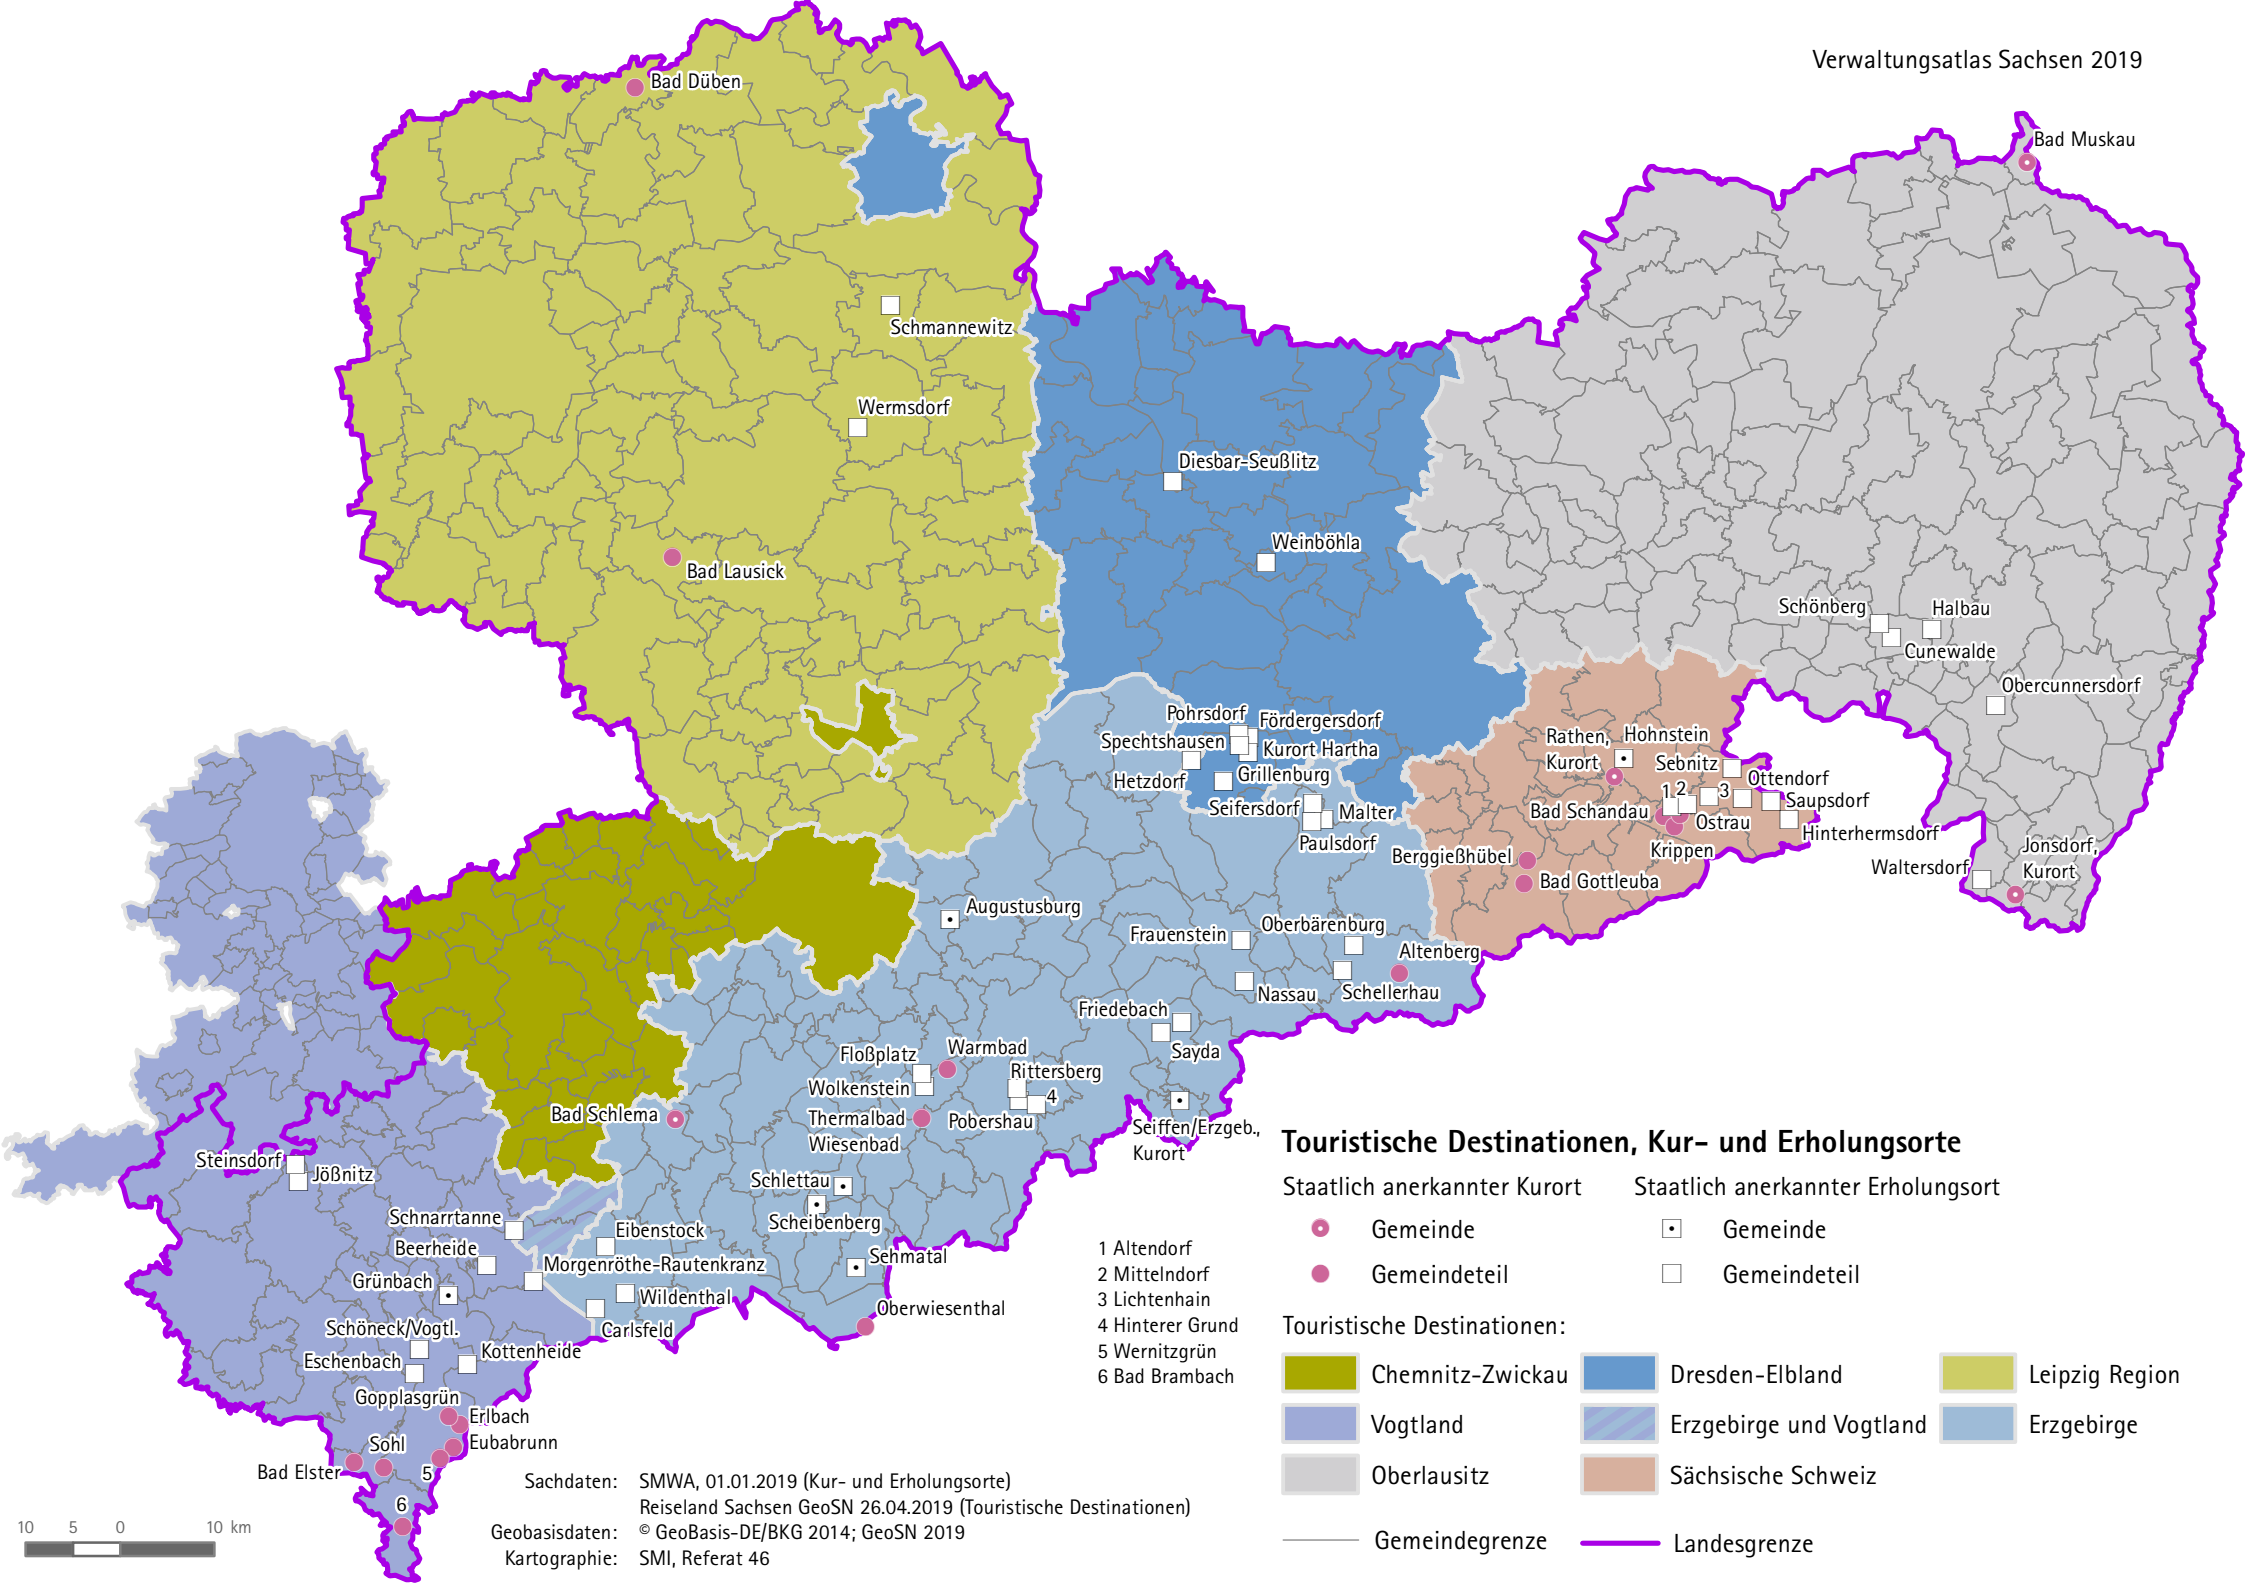 Verwaltungsatlas Sachsen 2019
Bad Düben
Bad Muskau
Schmannewitz
Wermsdorf
Diesbar-Seußlitz
Weinböhla
Bad Lausick
Schönberg
Halbau
Cunewalde
Obercunnersdorf
Pohrsdorf
Fördergersdorf
Spechtshausen
Kurort Hartha
Hetzdorf
Grillenburg
Seifersdorf
Malter
Paulsdorf
Rathen,
Kurort
Hohnstein
Sebnitz
Ottendorf
1
2
3
Saupsdorf
Bad Schandau
Ostrau
Hinterhermsdorf
Krippen
Berggießhübel
Bad Gottleuba
Waltersdorf
Jonsdorf,
Kurort
Augustusburg
Frauenstein
Oberbärenburg
Altenberg
Nassau
Schellerhau
Friedebach
Sayda
Floßplatz
Warmbad
Wolkenstein
Rittersberg
4
Bad Schlema
Thermalbad
Wiesenbad
Pobershau
Seiffen/Erzgeb.,
Kurort
Steinsdorf
Jößnitz
Schlettau
Scheibenberg
Schnarrtanne
Eibenstock
Beerheide
Morgenröthe-Rautenkranz
Sehmatal
Grünbach
Wildenthal
Oberwiesenthal
Carlsfeld
Schöneck/Vogtl.
Kottenheide
Eschenbach
Gopplasgrün
Erlbach
Sohl
Eubabrunn
Bad Elster
5
6
1 Altendorf
2 Mittelndorf
3 Lichtenhain
4 Hinterer Grund
5 Wernitzgrün
6 Bad Brambach
Touristische Destinationen, Kur- und Erholungsorte
Staatlich anerkannter Kurort
Staatlich anerkannter Erholungsort
Gemeinde
Gemeinde
Gemeindeteil
Gemeindeteil
Touristische Destinationen:
Chemnitz-Zwickau
Dresden-Elbland
Leipzig Region
Vogtland
Erzgebirge und Vogtland
Erzgebirge
Oberlausitz
Sächsische Schweiz
Gemeindegrenze
Landesgrenze
Sachdaten: SMWA, 01.01.2019 (Kur- und Erholungsorte)
Reiseland Sachsen GeoSN 26.04.2019 (Touristische Destinationen)
Geobasisdaten: © GeoBasis-DE/BKG 2014; GeoSN 2019
Kartographie: SMI, Referat 46
10 5 0 10 km